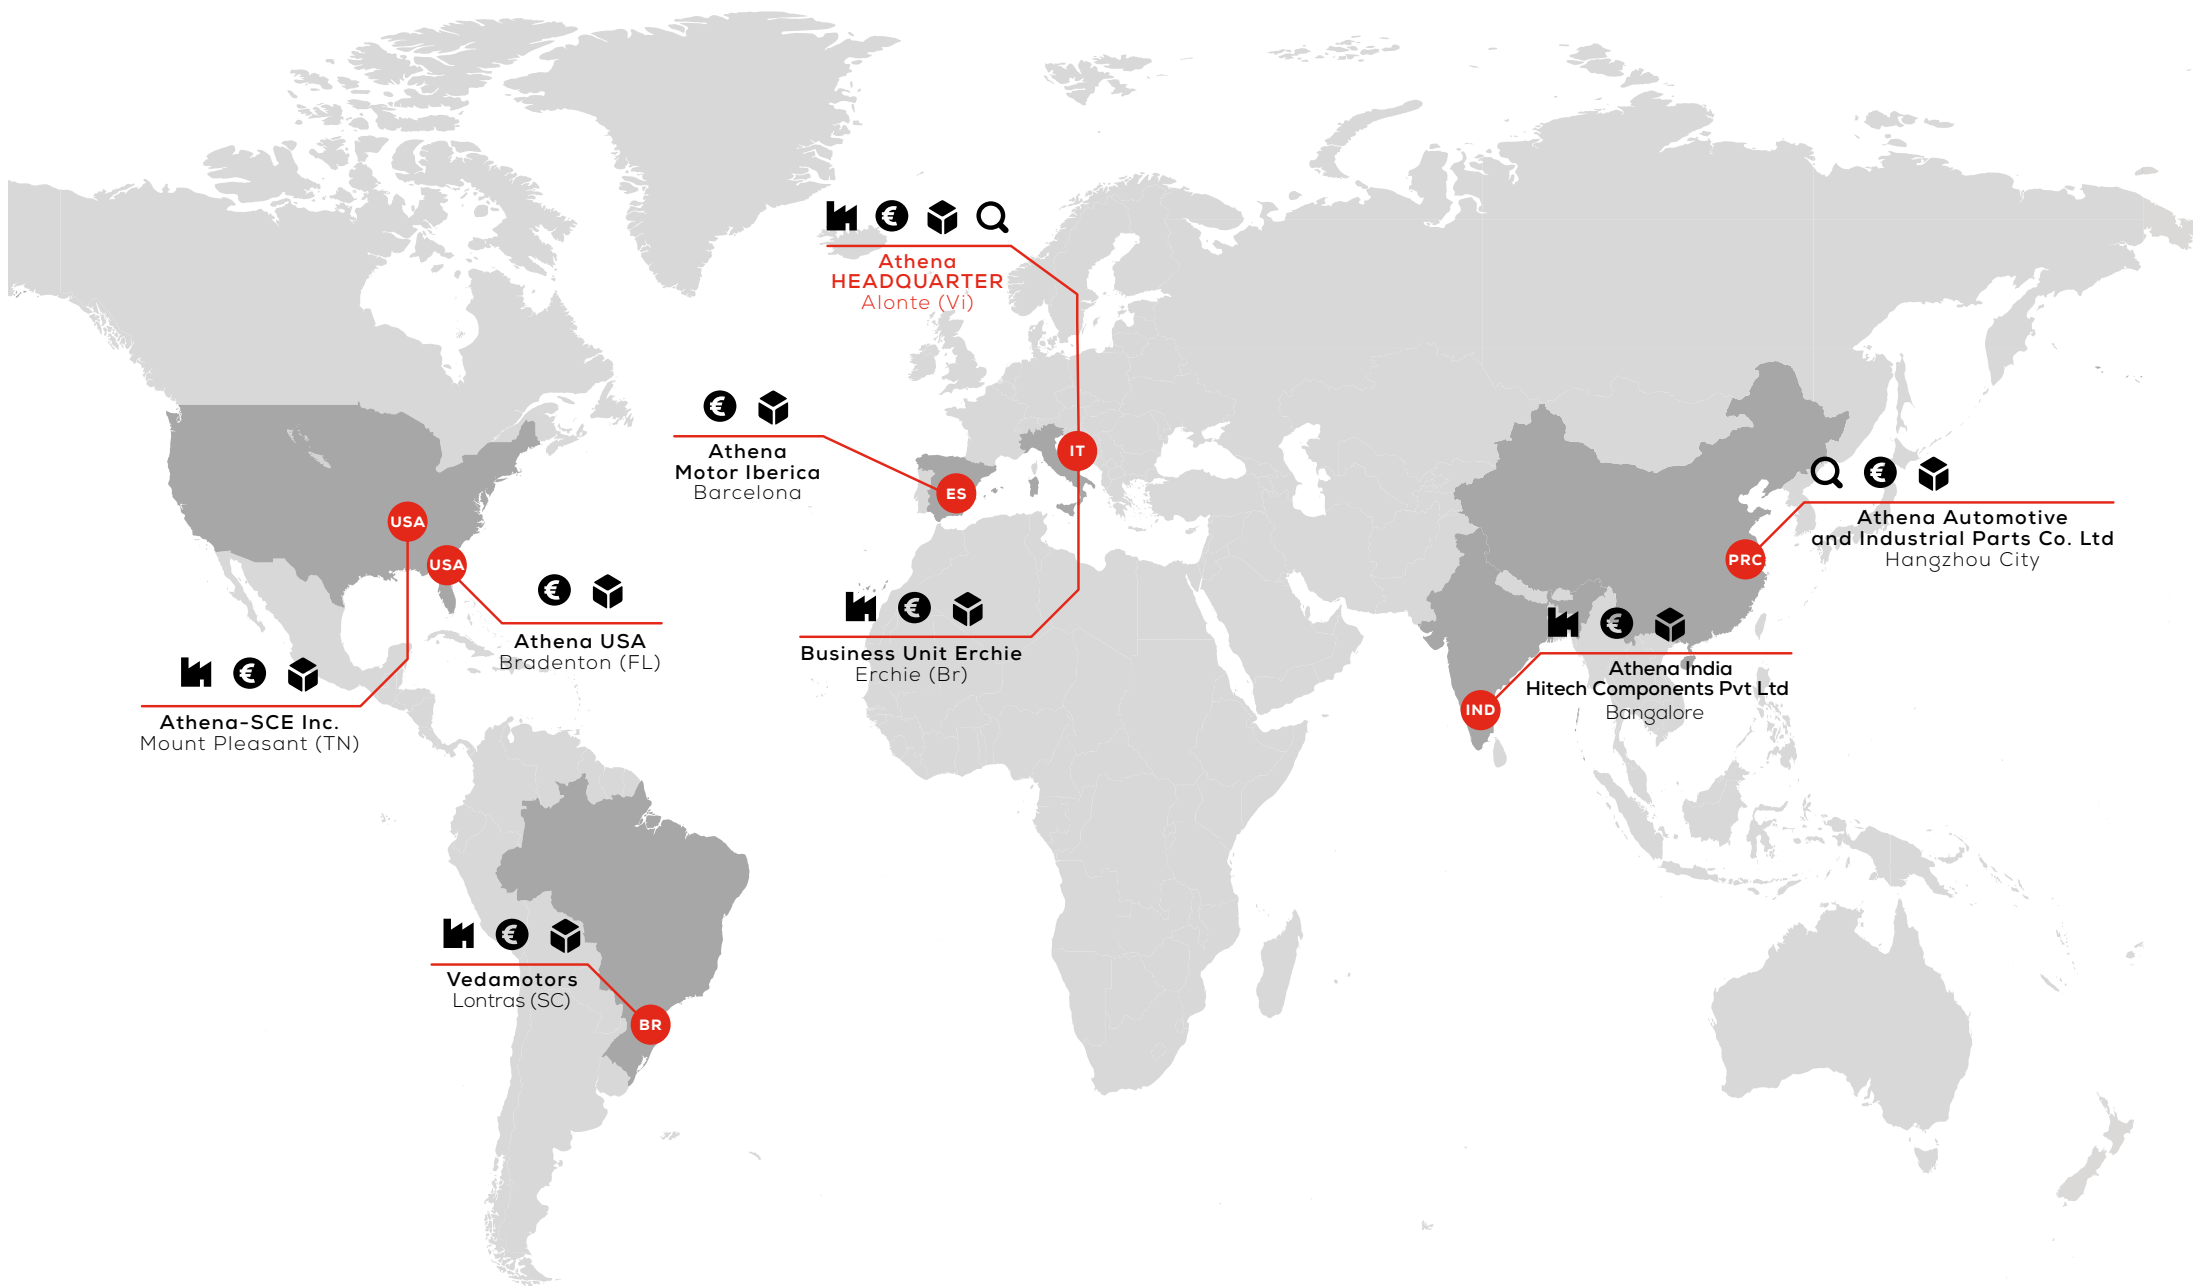 Athena
HEADQUARTER
Alonte (Vi)
Athena
Motor Iberica
Barcelona
IT
ES
USA
USA
PRC
Athena Automotive
and Industrial Parts Co. Ltd
Hangzhou City
Athena USA
Bradenton (FL)
Business Unit Erchie
Erchie (Br)
Athena India
Hitech Components Pvt Ltd
Bangalore
IND
Athena-SCE Inc.
Mount Pleasant (TN)
Vedamotors
Lontras (SC)
BR